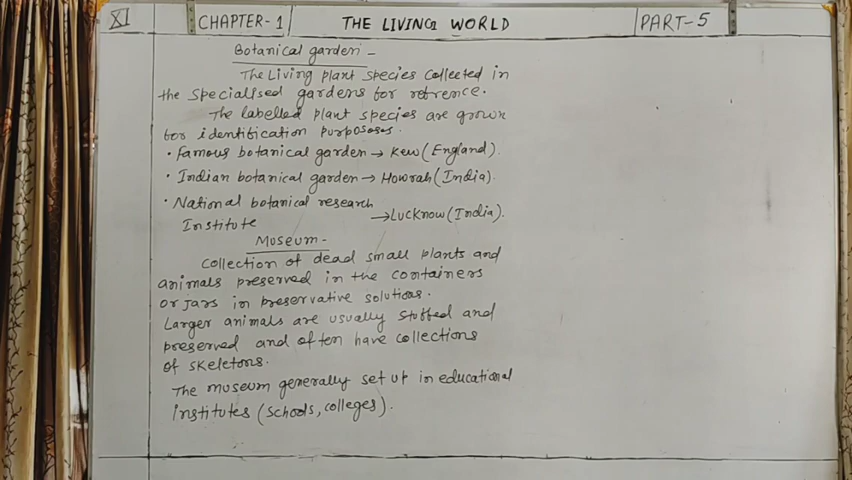 XI CHAPTER-1 THE LIVING WORLD PART-5
Botanical garden -
The Living plant species collected in
the specialised gardens for refrence.
The labelled plant species are grown
for identification purposes.
• Famous botanical garden → Kew (England).
• Indian botanical garden → Howrah (India).
• National botanical research
Institute → Lucknow (India).
Museum -
Collection of dead small plants and
animals preserved in the containers
or Jars in preservative solutions.
Larger animals are usually stuffed and
preserved and often have collections
of skeletons.
The museum generally set up in educational
institutes (schools, colleges).